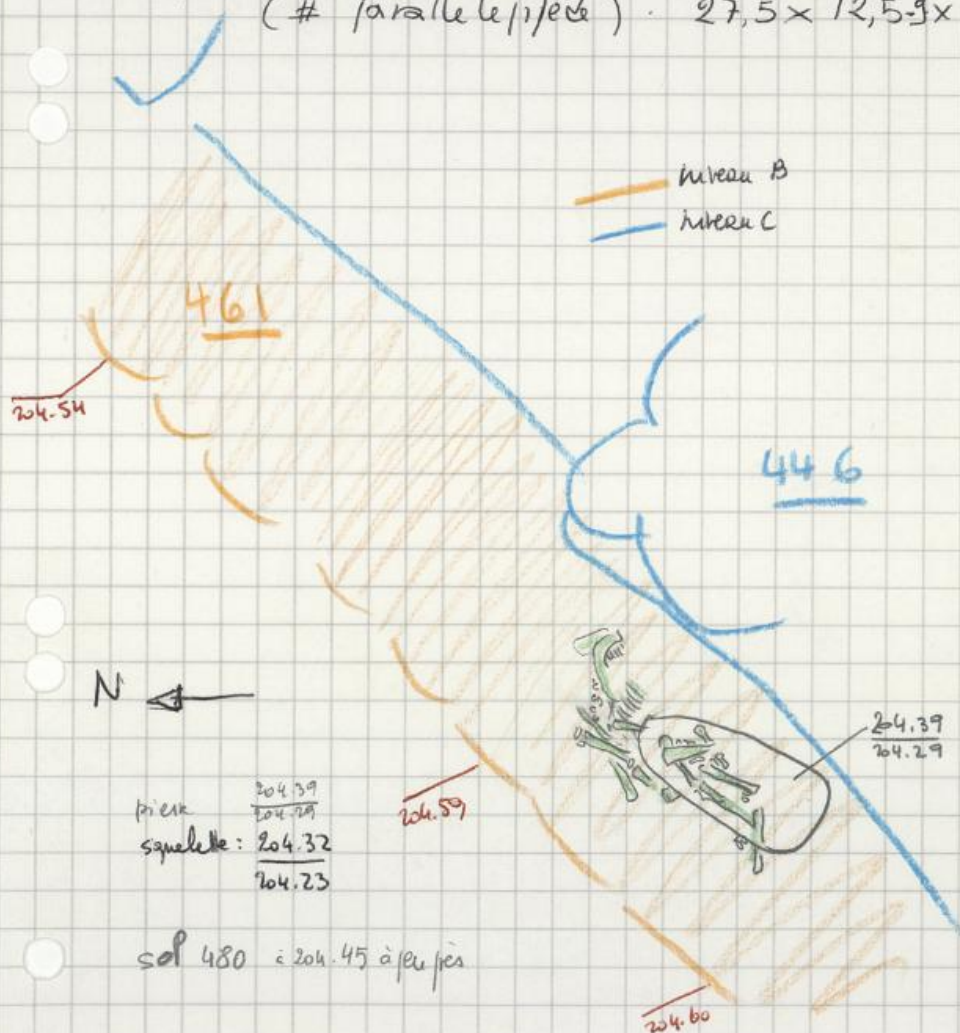 (# parallelepipède). 27,5 x 12,5-9x
niveau B
niveau C
461
204.54
446
N
204.39
204.29
pierre 204.39
204.29
squelette: 204.32
204.23
204.59
sol 480 à 204.45 à peu près
204.60